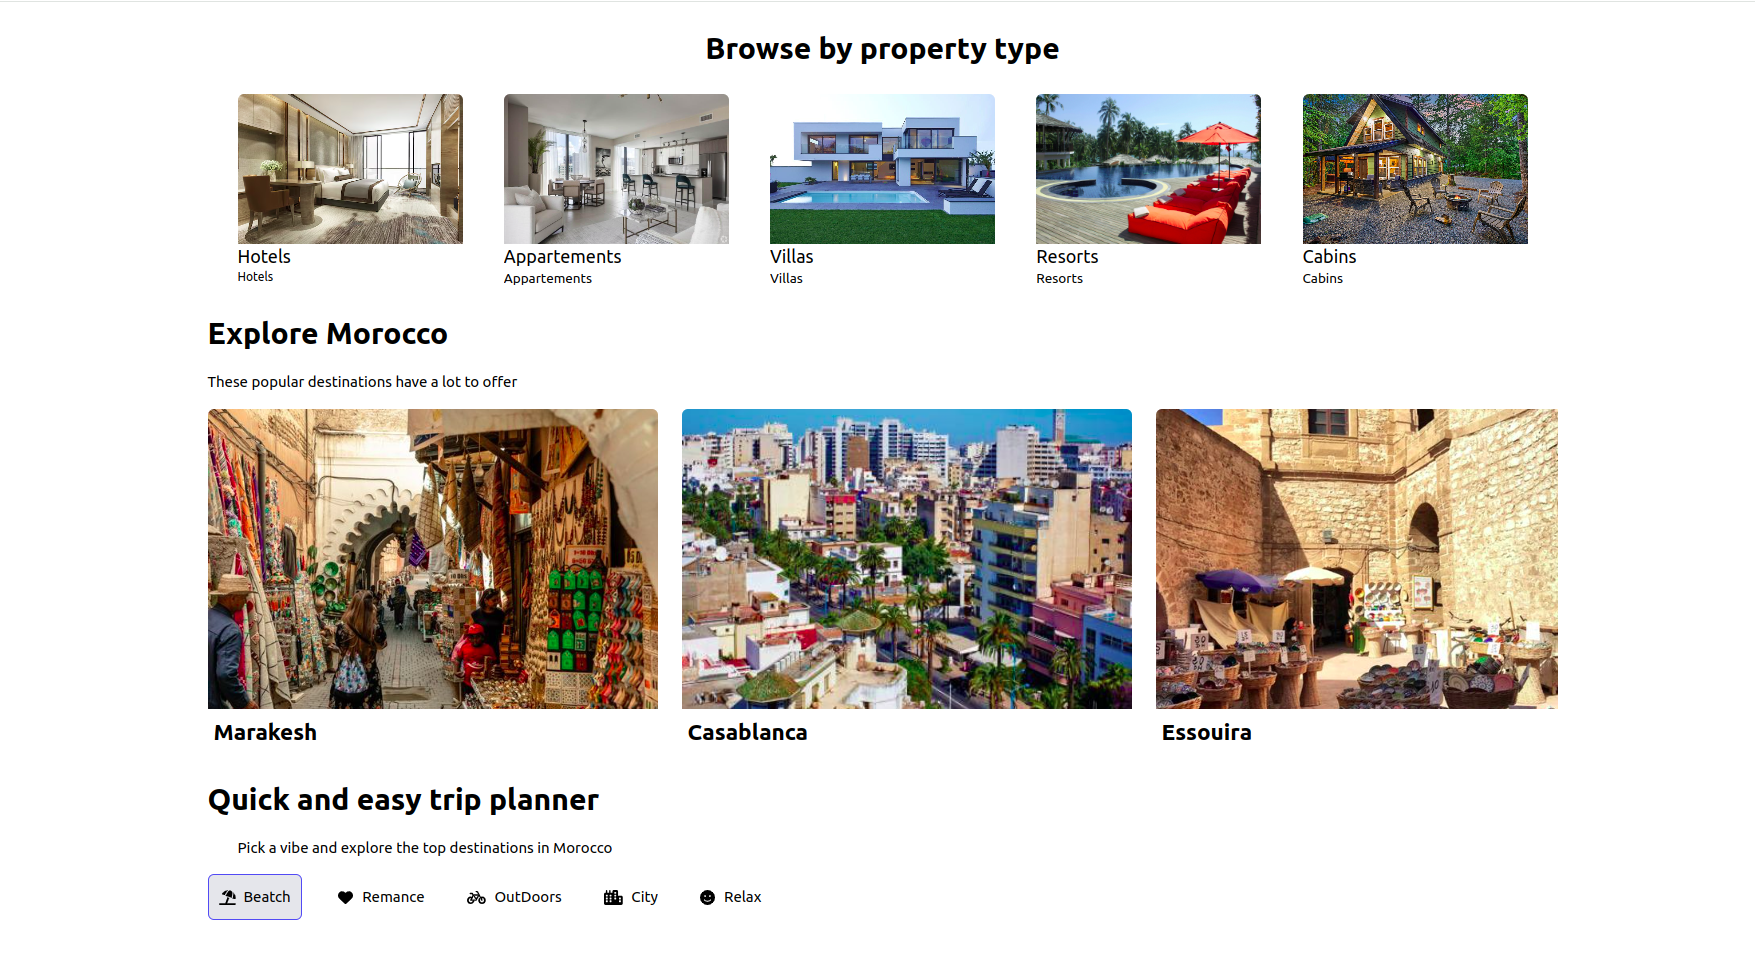 Browse by property type
Hotels
Hotels
Appartements
Appartements
Villas
Villas
Resorts
Resorts
Cabins
Cabins
Explore Morocco
These popular destinations have a lot to offer
Marakesh
Casablanca
Essouira
Quick and easy trip planner
Pick a vibe and explore the top destinations in Morocco
Beatch
Remance
OutDoors
City
Relax